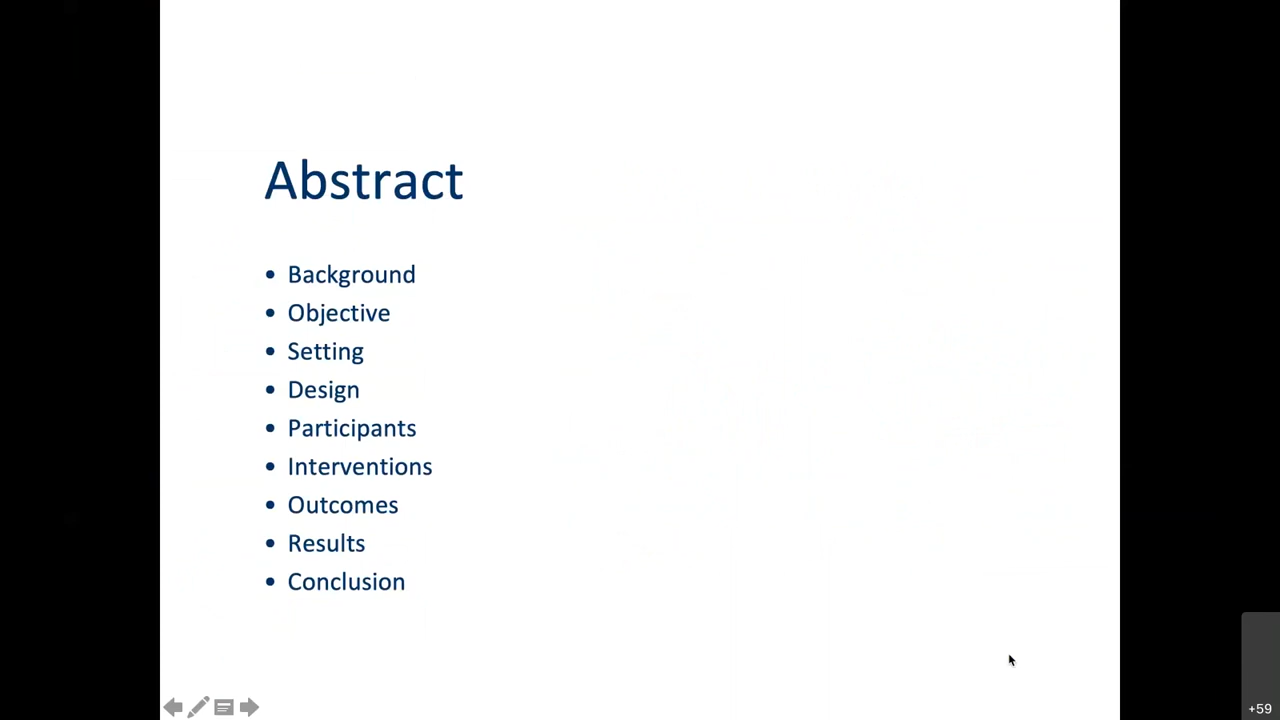 Abstract
• Background
• Objective
• Setting
• Design
• Participants
• Interventions
• Outcomes
• Results
• Conclusion
+59